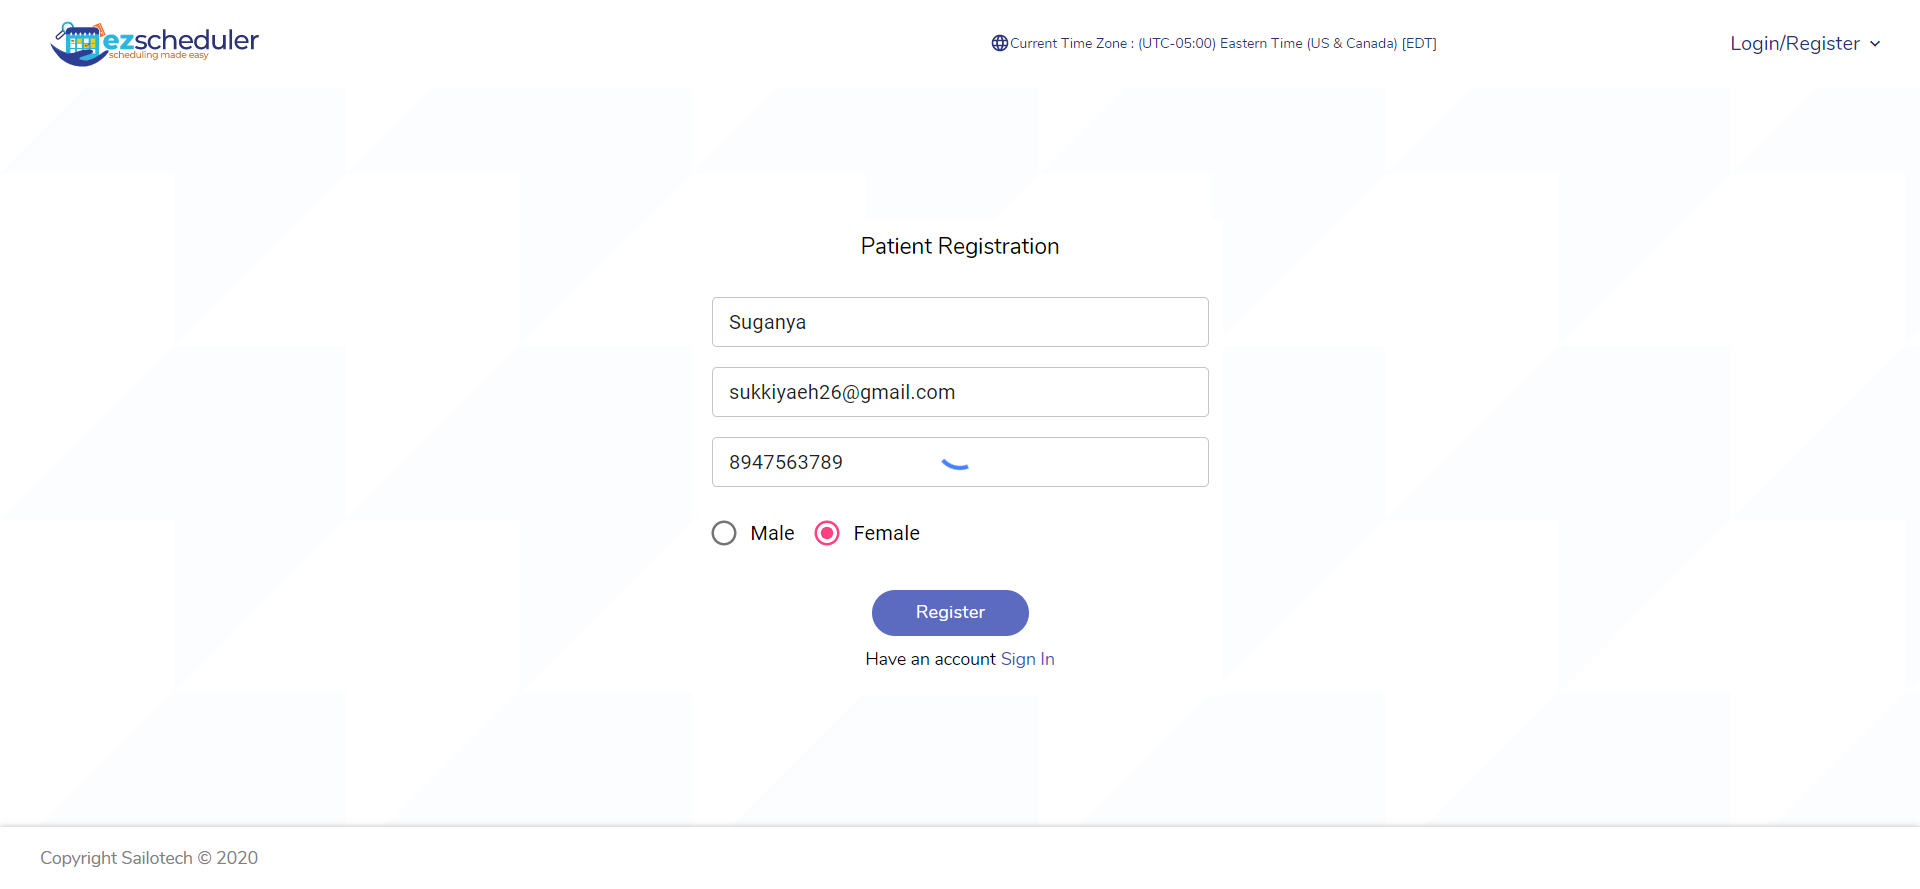 ezscheduler
scheduling made easy
Current Time Zone : (UTC-05:00) Eastern Time (US & Canada) [EDT]
Login/Register
Patient Registration
Suganya
sukkiyaeh26@gmail.com
8947563789
Male Female
Register
Have an account Sign In
Copyright Sailotech © 2020